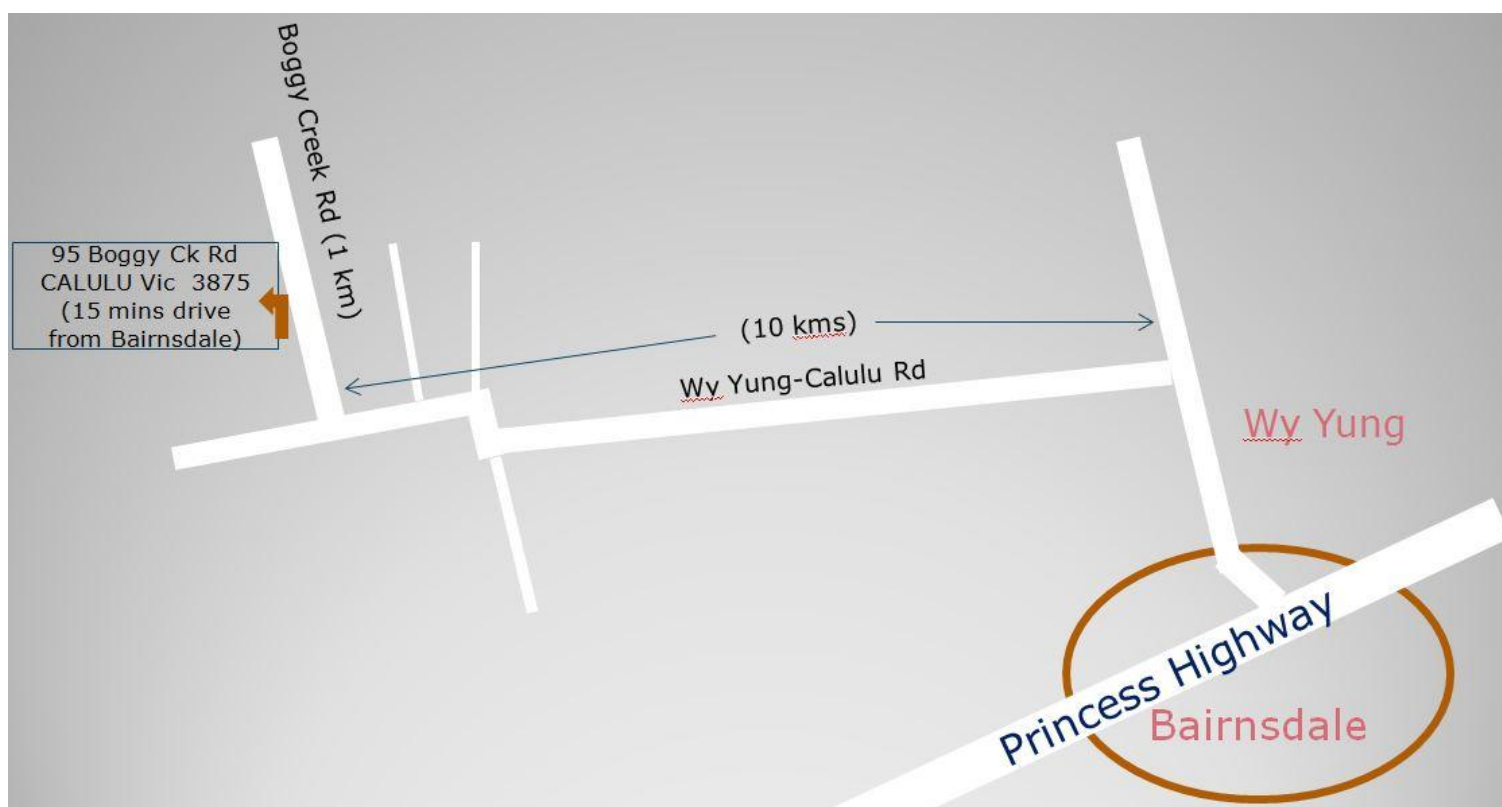 Boggy Creek Rd (1 km)
95 Boggy Ck Rd
CALULU Vic 3875
(15 mins drive
from Bairnsdale)
(10 kms)
Wy Yung-Calulu Rd
Wy Yung
Princess Highway
Bairnsdale